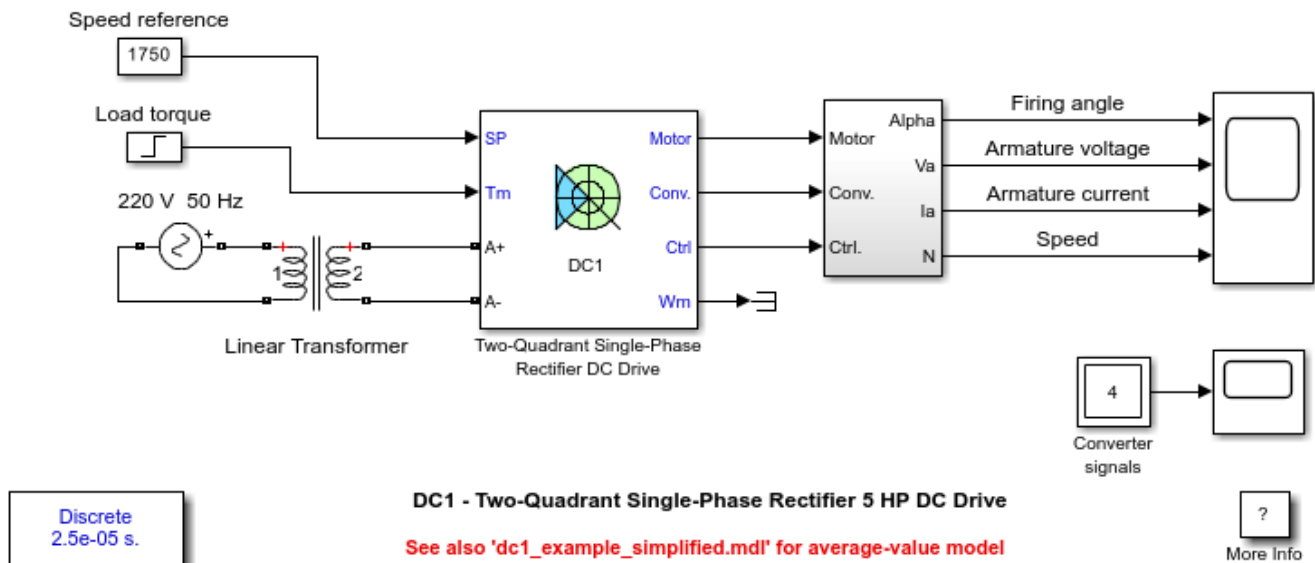 Speed reference
1750
Load torque
220 V  50 Hz
+
1
2
Linear Transformer
SP
Tm
A+
A-
Motor
Conv.
Ctrl
Wm
DC1
Two-Quadrant Single-Phase
Rectifier DC Drive
Motor
Conv.
Ctrl.
Alpha
Va
Ia
N
Firing angle
Armature voltage
Armature current
Speed
4
Converter
signals
Discrete
2.5e-05 s.
DC1 - Two-Quadrant Single-Phase Rectifier 5 HP DC Drive
See also 'dc1_example_simplified.mdl' for average-value model
?
More Info